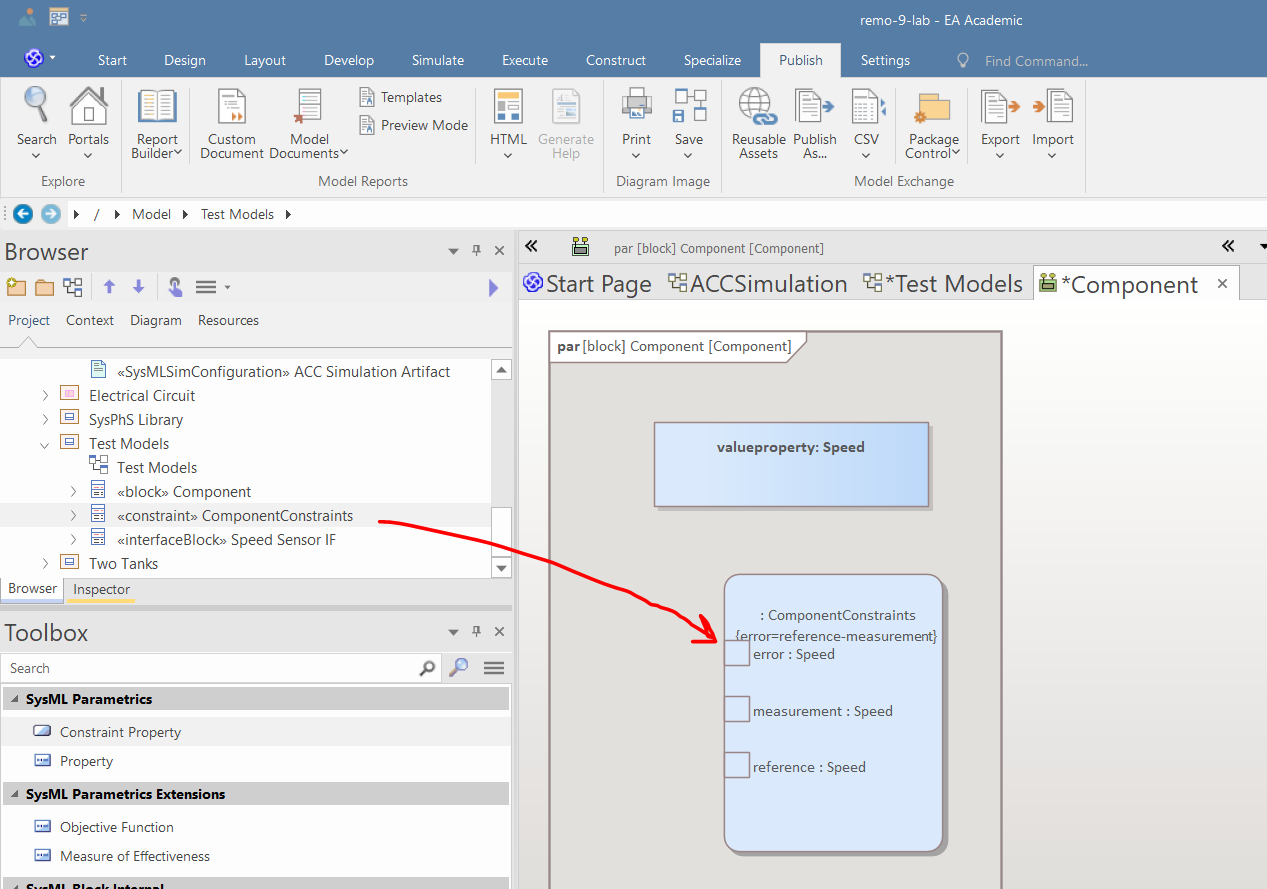 remo-9-lab - EA Academic
Start Design Layout Develop Simulate Execute Construct Specialize Publish Settings Find Command...
Search Portals Report Builder Custom Document Model Documents Templates Preview Mode HTML Generate Help Print Save Reusable Assets Publish As... CSV Package Control Export Import
Explore Model Reports Diagram Image Model Exchange
/ Model Test Models
Browser
Project Context Diagram Resources
«SysMLSimConfiguration» ACC Simulation Artifact
Electrical Circuit
SysPhS Library
Test Models
Test Models
«block» Component
«constraint» ComponentConstraints
«interfaceBlock» Speed Sensor IF
Two Tanks
Browser Inspector
Toolbox
Search
SysML Parametrics
Constraint Property
Property
SysML Parametrics Extensions
Objective Function
Measure of Effectiveness
SysML Block Internal
par [block] Component [Component]
Start Page ACCSimulation *Test Models *Component
par [block] Component [Component]
valueproperty: Speed
: ComponentConstraints
{error=reference-measurement}
error : Speed
measurement : Speed
reference : Speed